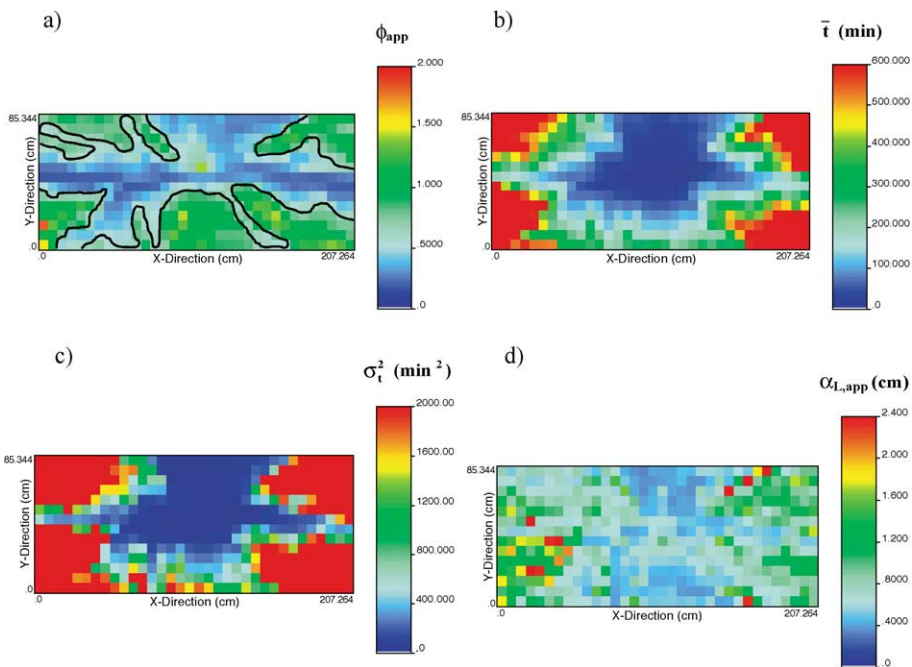 a)
ϕapp
2.000
1.500
1.000
.5000
.0
85.344
Y-Direction (cm)
.0
.0
X-Direction (cm)
207.264
b)
t̄ (min)
600.000
500.000
400.000
300.000
200.000
100.000
.0
85.344
Y-Direction (cm)
.0
.0
X-Direction (cm)
207.264
c)
σt² (min²)
2000.00
1600.00
1200.00
800.000
400.000
.0
85.344
Y-Direction (cm)
.0
.0
X-Direction (cm)
207.264
d)
αL,app (cm)
2.400
2.000
1.600
1.200
.8000
.4000
.0
85.344
Y-Direction (cm)
.0
.0
X-Direction (cm)
207.264